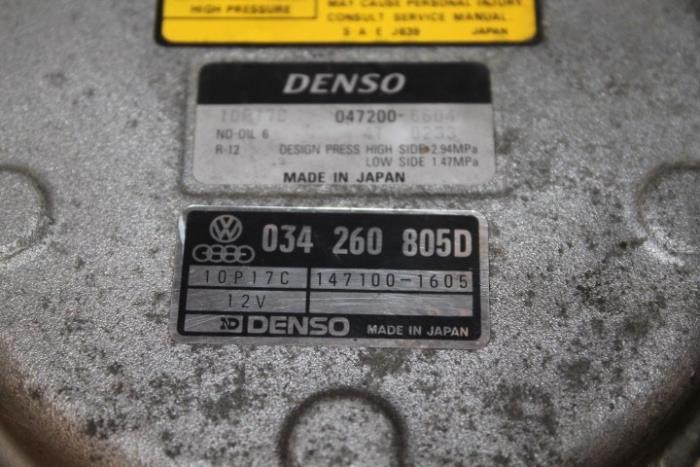 HIGH PRESSURE
MAY CAUSE PERSONAL INJURY
CONSULT SERVICE MANUAL.
S A E J639 JAPAN
DENSO
10P17C 047200-
ND-OIL 6
R-12 DESIGN PRESS HIGH SIDE 2.94MPa
LOW SIDE 1.47MPa
MADE IN JAPAN
034 260 805D
10P17C 147100-1605
12V
ND DENSO MADE IN JAPAN